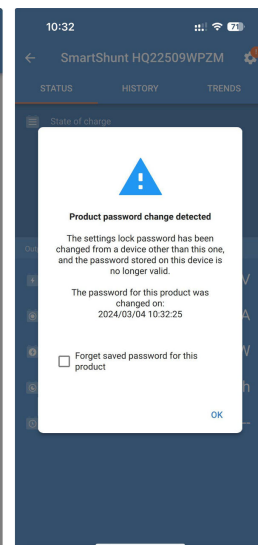 10:32
71
SmartShunt HQ22509WPZM
STATUS HISTORY TRENDS
State of charge
Product password change detected
The settings lock password has been
changed from a device other than this one,
and the password stored on this device is
no longer valid.
The password for this product was
changed on:
2024/03/04 10:32:25
Out
V
A
W
h
Forget saved password for this
product
OK